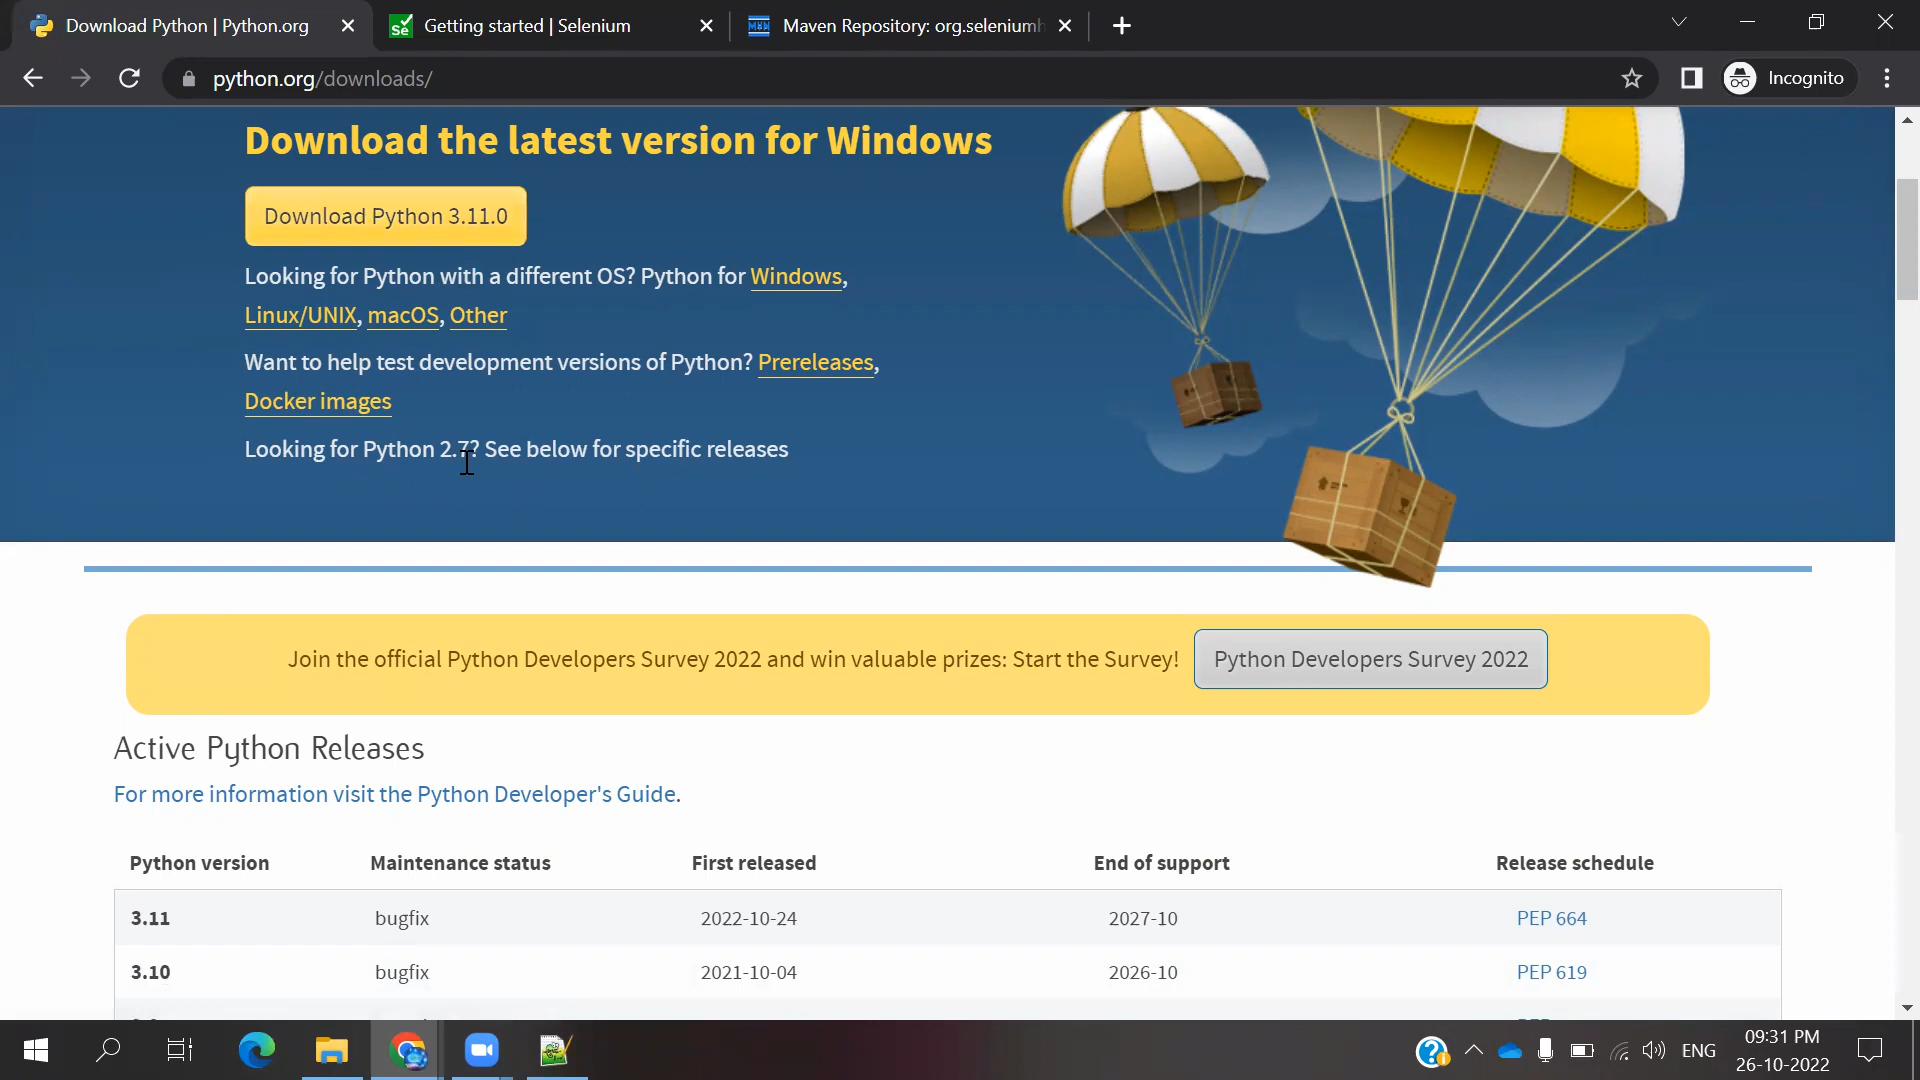 Download Python | Python.org
Getting started | Selenium
Maven Repository: org.seleniumh
python.org/downloads/
Incognito
Download the latest version for Windows
Download Python 3.11.0
Looking for Python with a different OS? Python for Windows,
Linux/UNIX, macOS, Other
Want to help test development versions of Python? Prereleases,
Docker images
Looking for Python 2.7? See below for specific releases
Join the official Python Developers Survey 2022 and win valuable prizes: Start the Survey! Python Developers Survey 2022
Active Python Releases
For more information visit the Python Developer's Guide.
Python version Maintenance status First released End of support Release schedule
3.11 bugfix 2022-10-24 2027-10 PEP 664
3.10 bugfix 2021-10-04 2026-10 PEP 619
ENG
09:31 PM
26-10-2022